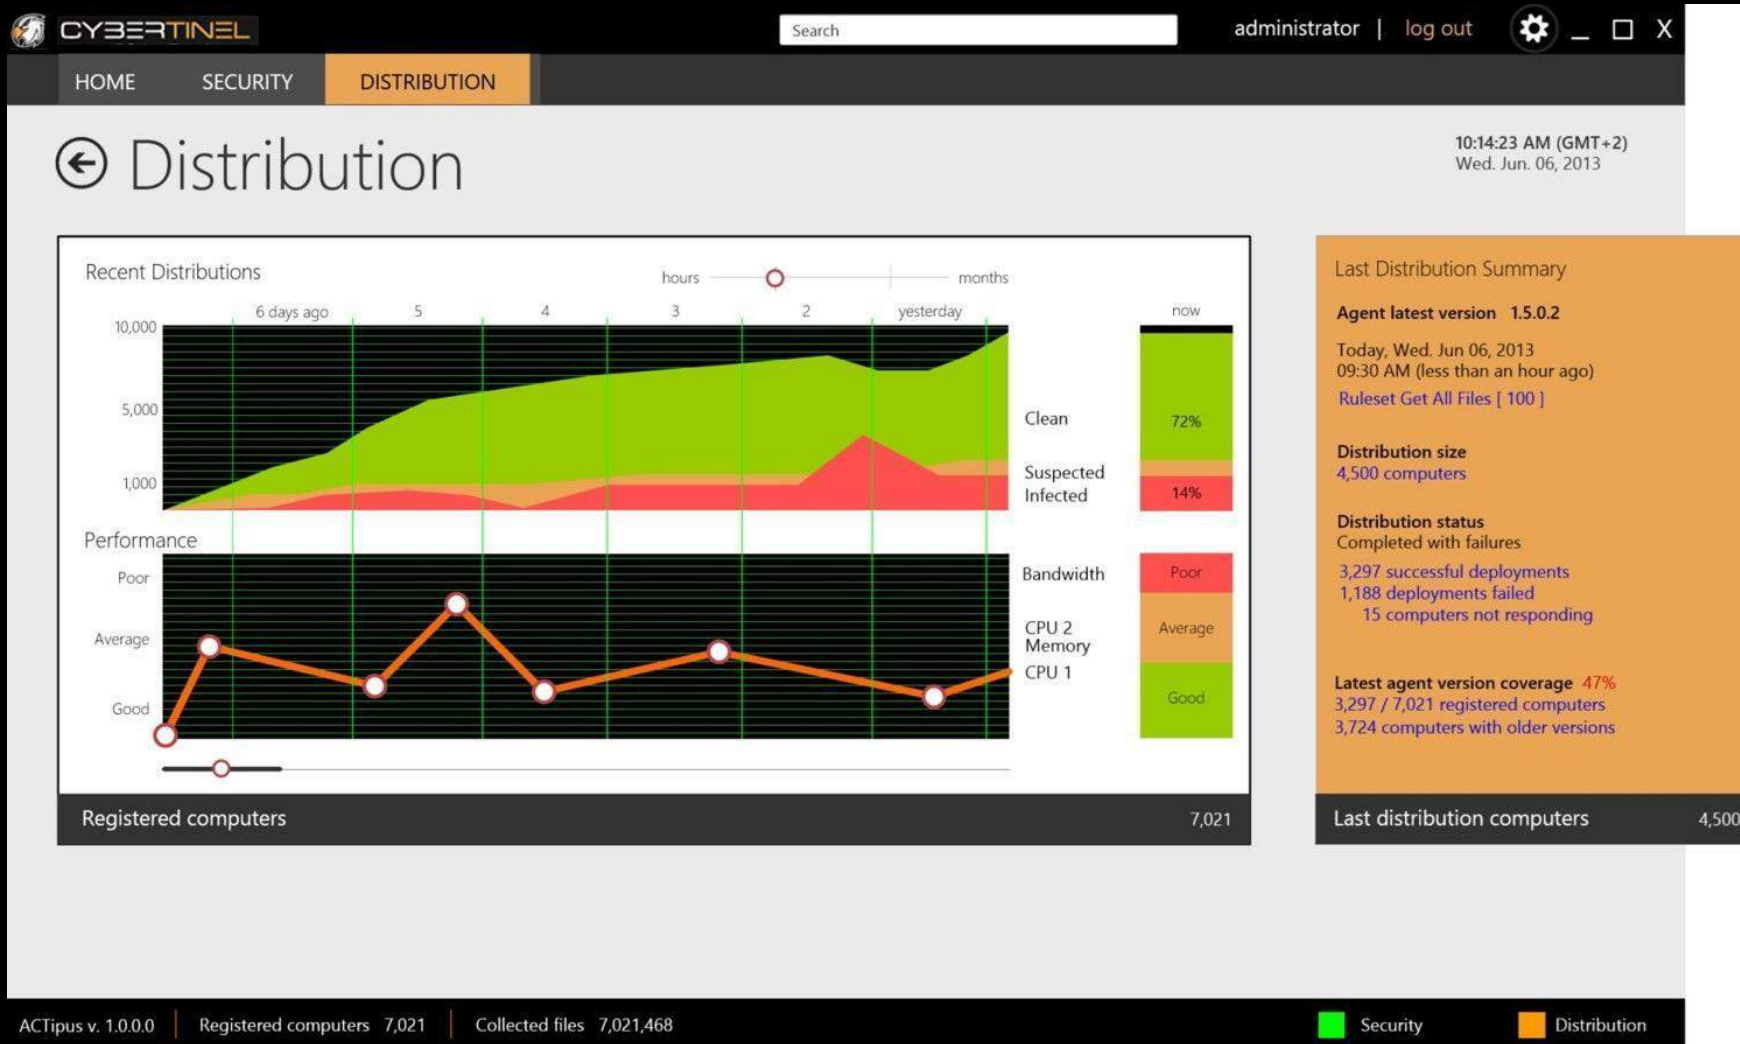 CYBERTINEL
Search
administrator | log out
_ □ X
HOME SECURITY DISTRIBUTION
Distribution
10:14:23 AM (GMT+2)
Wed. Jun. 06, 2013
Recent Distributions
hours months
6 days ago 5 4 3 2 yesterday now
10,000
5,000
1,000
Clean
Suspected
Infected
72%
14%
Performance
Poor
Average
Good
Bandwidth
CPU 2
Memory
CPU 1
Poor
Average
Good
Registered computers 7,021
Last Distribution Summary
Agent latest version 1.5.0.2
Today, Wed. Jun 06, 2013
09:30 AM (less than an hour ago)
Ruleset Get All Files [ 100 ]
Distribution size
4,500 computers
Distribution status
Completed with failures
3,297 successful deployments
1,188 deployments failed
15 computers not responding
Latest agent version coverage 47%
3,297 / 7,021 registered computers
3,724 computers with older versions
Last distribution computers 4,500
ACTipus v. 1.0.0.0 Registered computers 7,021 Collected files 7,021,468
Security Distribution